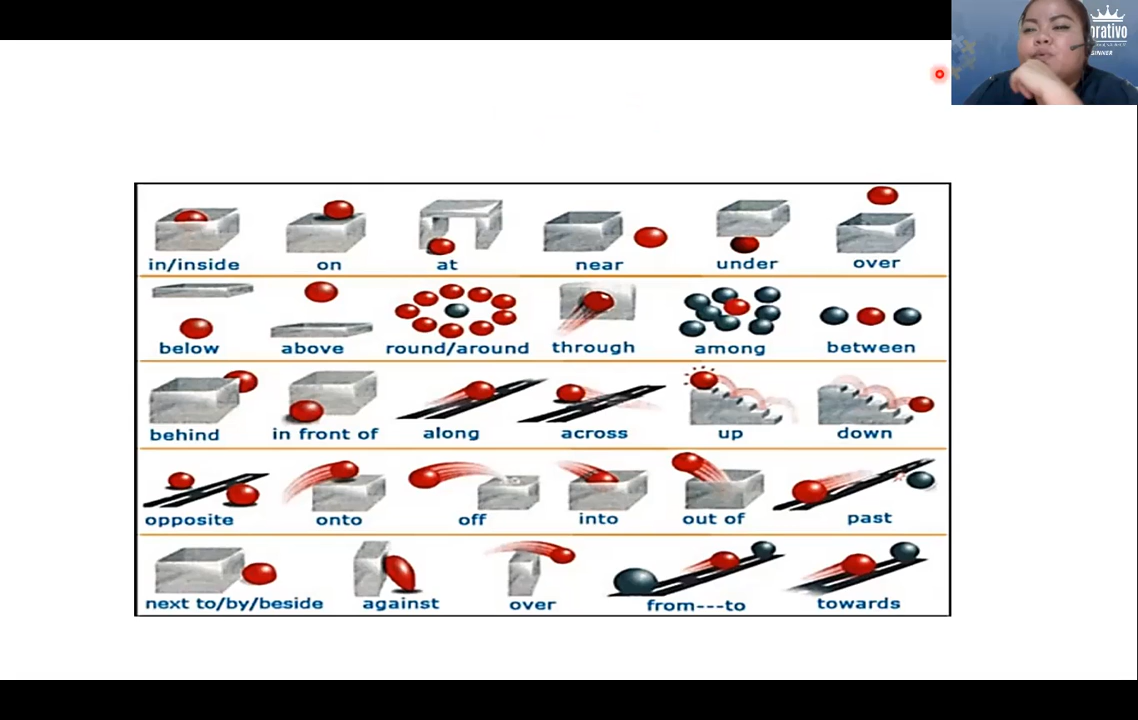 orativo
in/inside on at near under over
below above round/around through among between
behind in front of along across up down
opposite onto off into out of past
next to/by/beside against over from---to towards